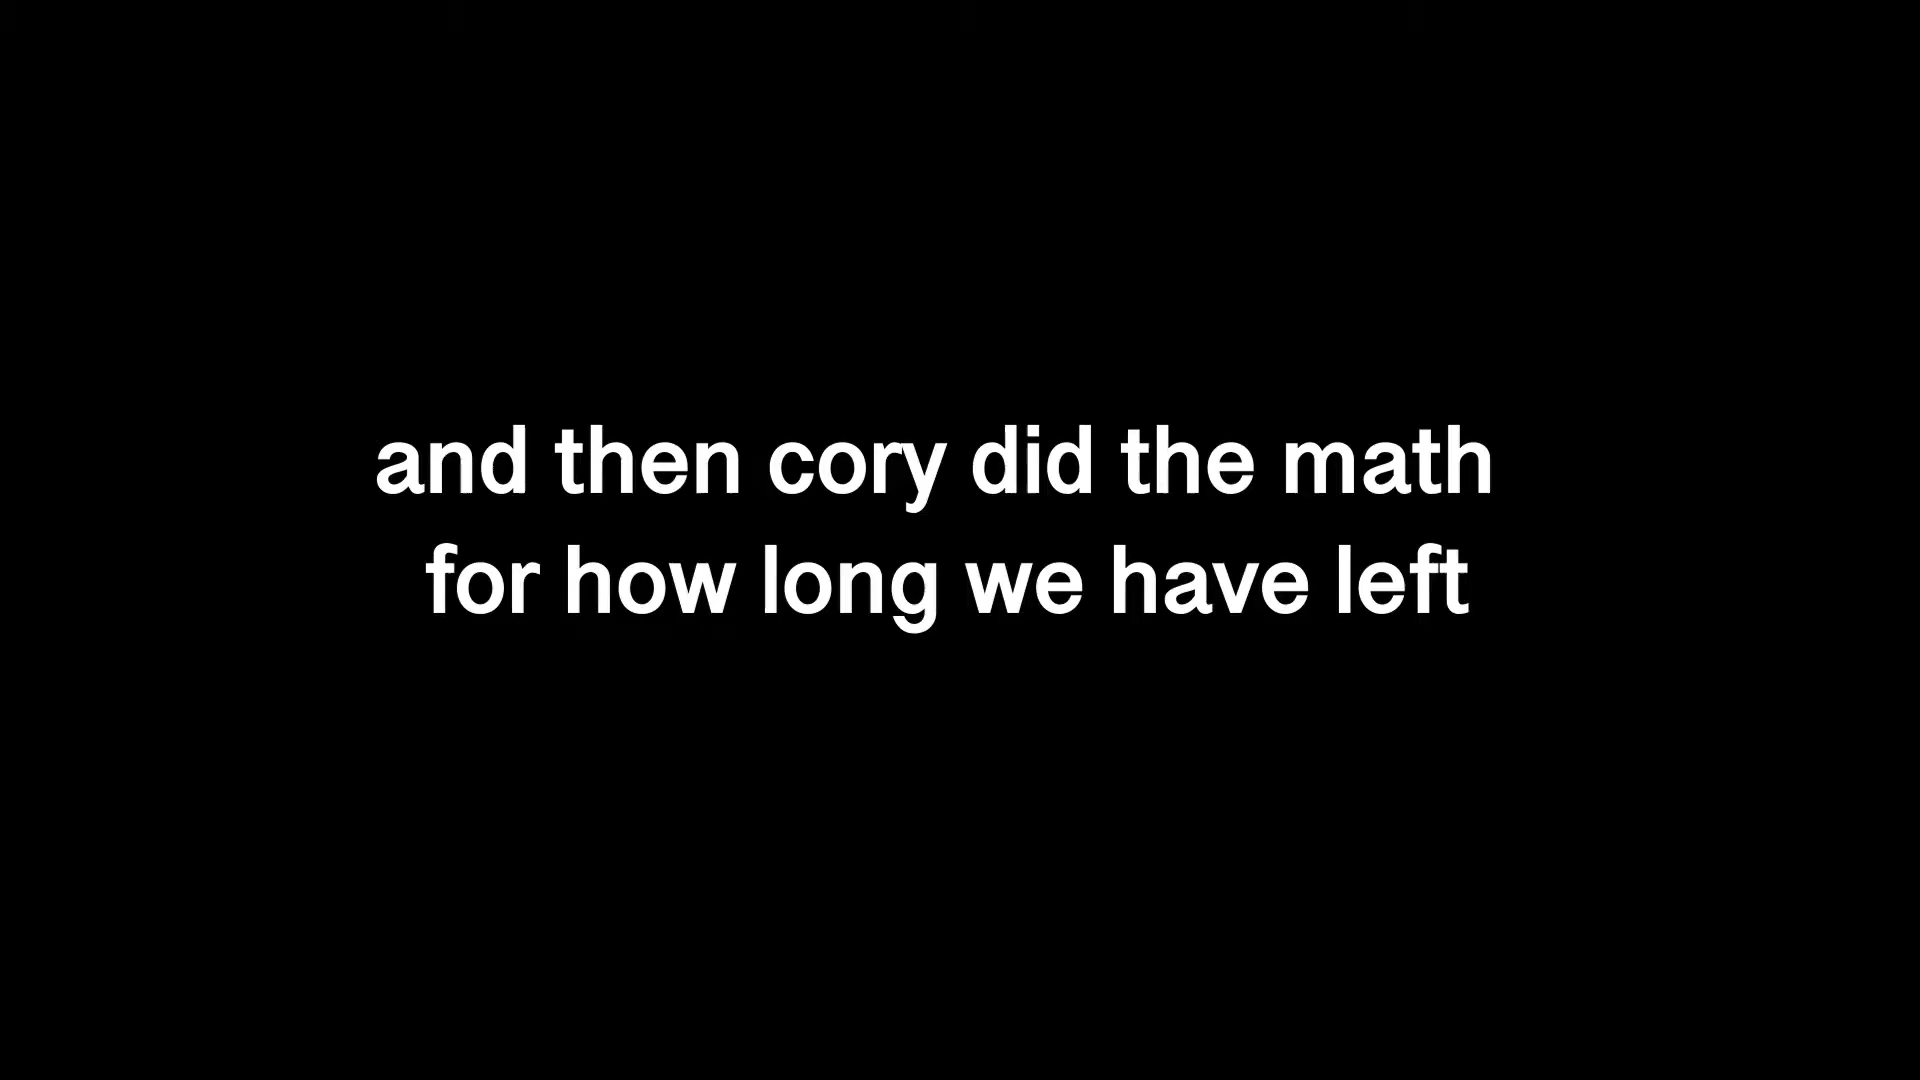 and then cory did the math
for how long we have left